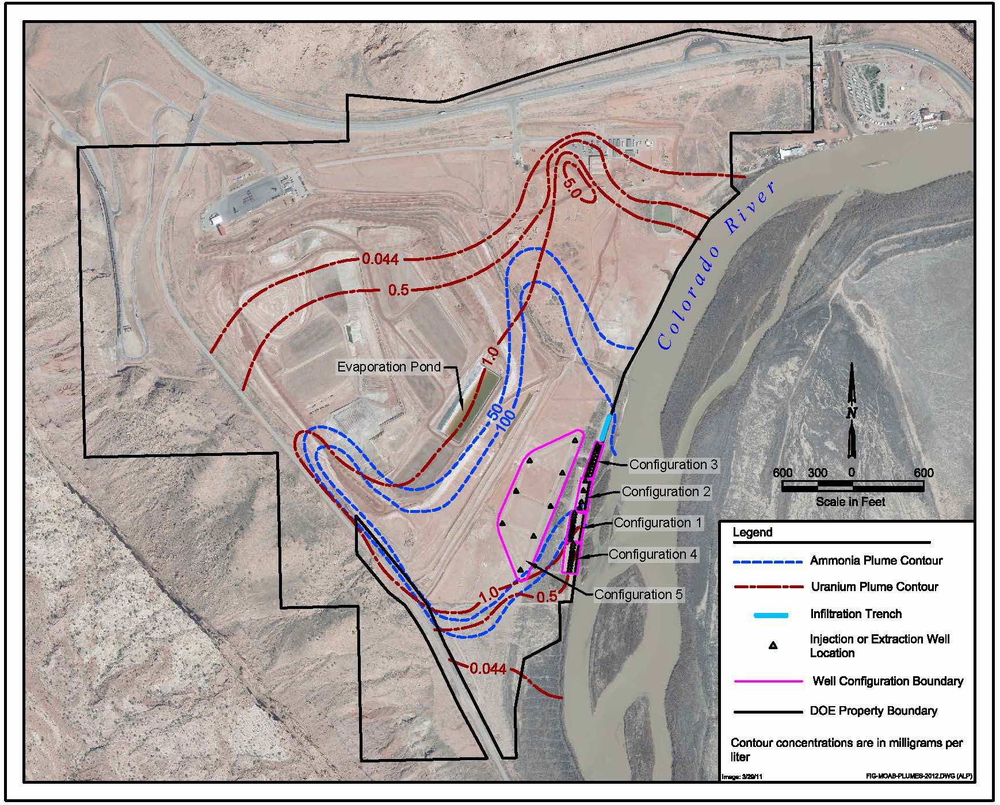 5.0
Colorado River
0.044
0.5
1.0
Evaporation Pond
50
100
N
Configuration 3
600 300 0 600
Scale in Feet
Configuration 2
Configuration 1
Configuration 4
1.0
0.5
Configuration 5
0.044
Legend
Ammonia Plume Contour
Uranium Plume Contour
Infiltration Trench
Injection or Extraction Well
Location
Well Configuration Boundary
DOE Property Boundary
Contour concentrations are in milligrams per
liter
Image: 3/29/11
FIG-MOAB-PLUMES-2012.DWG (ALP)